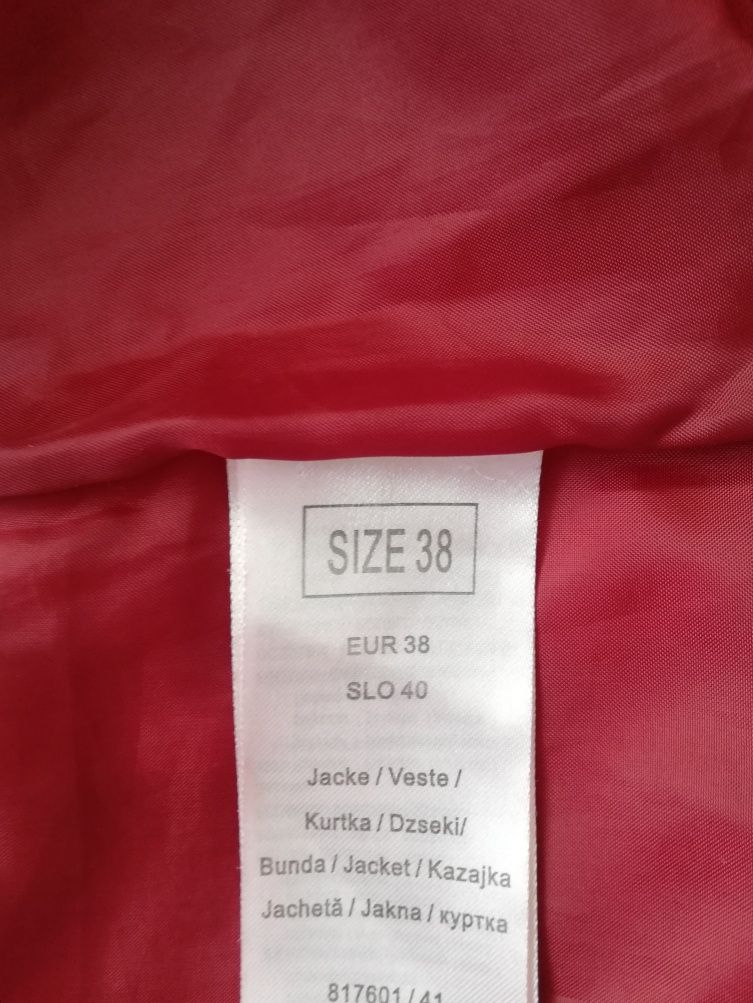 SIZE 38
EUR 38
SLO 40
Jacke / Veste /
Kurtka / Dzseki/
Bunda / Jacket / Kazajka
Jachetă / Jakna / куртка
817601 / 41